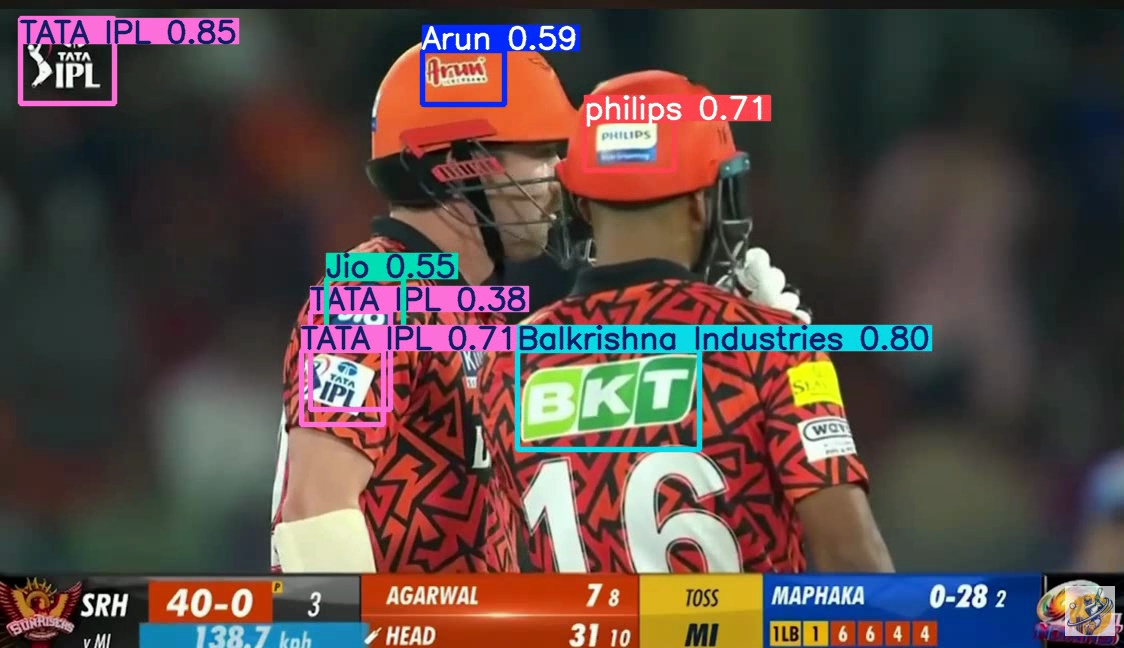 TATA IPL 0.85
TATA
IPL
Arun 0.59
Arun
philips 0.71
PHILIPS
Jio 0.55
TATA IPL 0.38
Jio
TATA IPL 0.71
Balkrishna Industries 0.80
TATA
IPL
BKT
16
SRH
40-0
P
3
AGARWAL 7 8
TOSS
MAPHAKA 0-28 2
SUNRISERS
v MI
138.7 kph
HEAD 31 10
MI
1LB 1 6 6 4 4